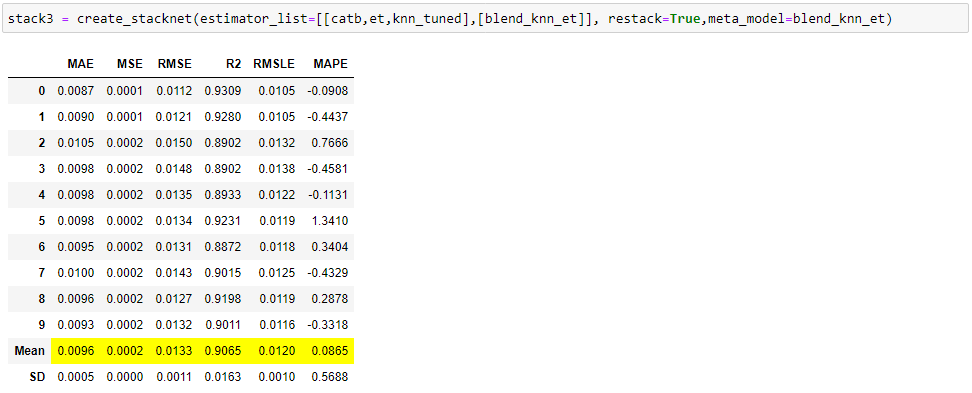 stack3 = create_stacknet(estimator_list=[[catb,et,knn_tuned],[blend_knn_et]], restack=True,meta_model=blend_knn_et)
MAE MSE RMSE R2 RMSLE MAPE
0 0.0087 0.0001 0.0112 0.9309 0.0105 -0.0908
1 0.0090 0.0001 0.0121 0.9280 0.0105 -0.4437
2 0.0105 0.0002 0.0150 0.8902 0.0132 0.7666
3 0.0098 0.0002 0.0148 0.8902 0.0138 -0.4581
4 0.0098 0.0002 0.0135 0.8933 0.0122 -0.1131
5 0.0098 0.0002 0.0134 0.9231 0.0119 1.3410
6 0.0095 0.0002 0.0131 0.8872 0.0118 0.3404
7 0.0100 0.0002 0.0143 0.9015 0.0125 -0.4329
8 0.0096 0.0002 0.0127 0.9198 0.0119 0.2878
9 0.0093 0.0002 0.0132 0.9011 0.0116 -0.3318
Mean 0.0096 0.0002 0.0133 0.9065 0.0120 0.0865
SD 0.0005 0.0000 0.0011 0.0163 0.0010 0.5688